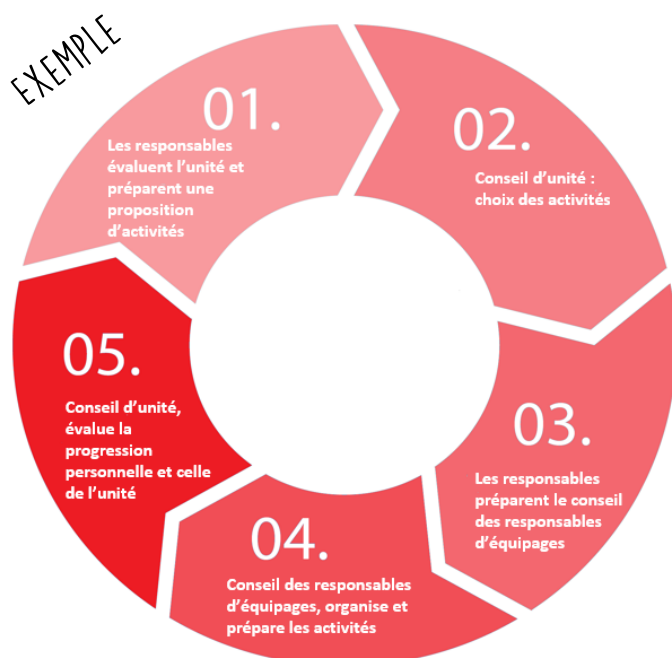 EXEMPLE
01.
Les responsables
évaluent l'unité et
préparent une
proposition
d'activités
02.
Conseil d'unité :
choix des activités
03.
Les responsables
préparent le conseil
des responsables
d'équipages
04.
Conseil des responsables
d'équipages, organise et
prépare les activités
05.
Conseil d'unité,
évalue la
progression
personnelle et celle
de l'unité